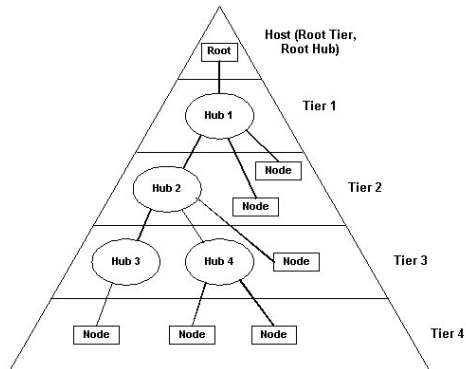 Host (Root Tier,
Root Hub)
Root
Tier 1
Hub 1
Node
Tier 2
Hub 2
Node
Hub 3
Hub 4
Node
Tier 3
Node
Node
Node
Tier 4